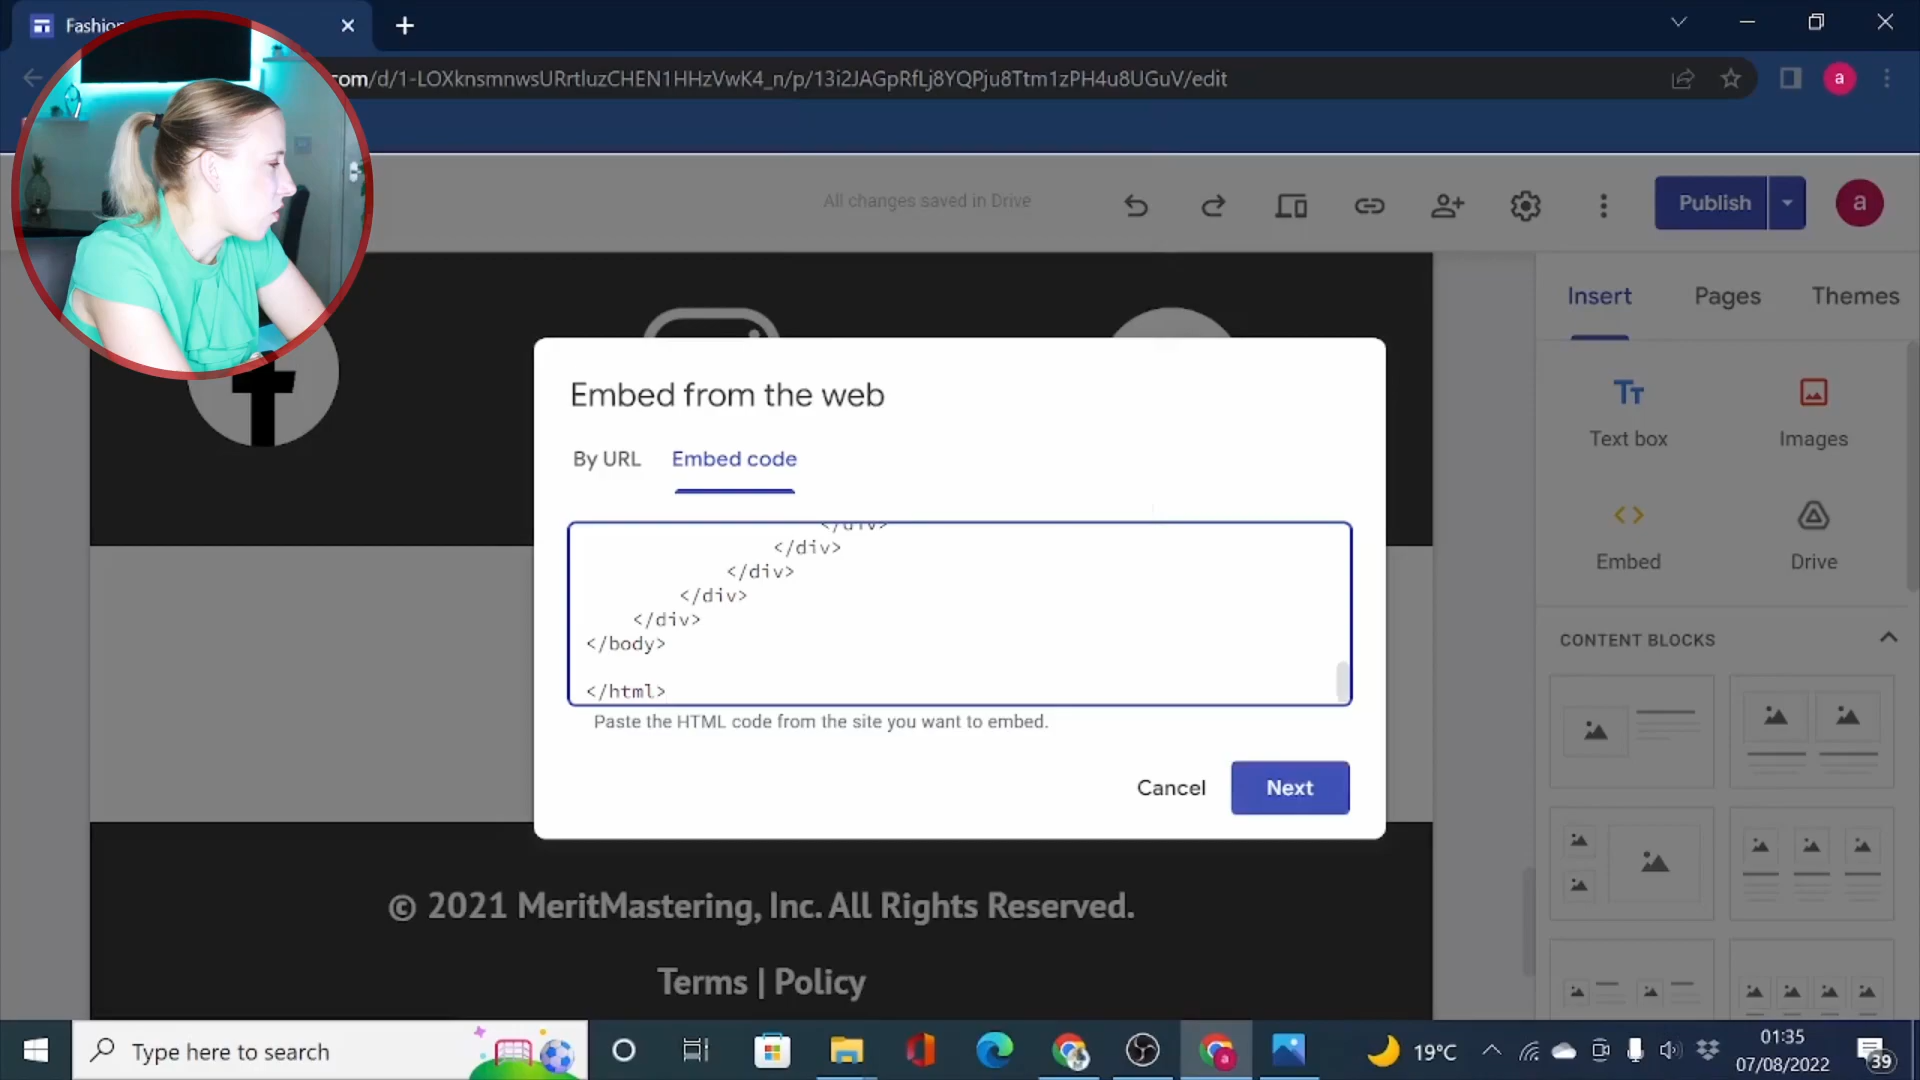 Fashion
com/d/1-LOXknsmnwsURrtluzCHEN1HHzVwK4_n/p/13i2JAGpRfLj8YQPju8Ttm1zPH4u8UGuV/edit
a
All changes saved in Drive
Publish
a
Insert
Pages
Themes
Embed from the web
By URL
Embed code
</div>
</div>
</div>
</div>
</div>
</body>
</html>
Paste the HTML code from the site you want to embed.
Cancel
Next
Text box
Images
Embed
Drive
CONTENT BLOCKS
© 2021 MeritMastering, Inc. All Rights Reserved.
Terms | Policy
Type here to search
a
19°C
01:35
07/08/2022
39